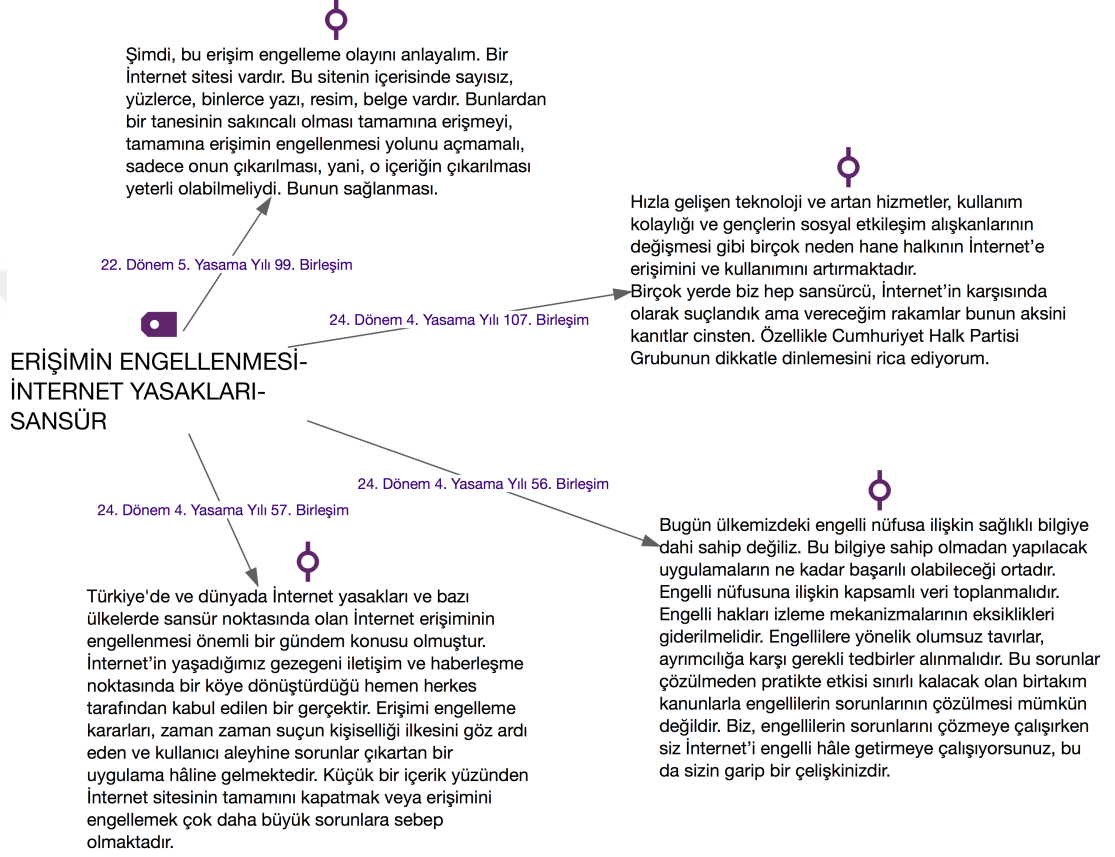 Şimdi, bu erişim engelleme olayını anlayalım. Bir
İnternet sitesi vardır. Bu sitenin içerisinde sayısız,
yüzlerce, binlerce yazı, resim, belge vardır. Bunlardan
bir tanesinin sakıncalı olması tamamına erişmeyi,
tamamına erişimin engellenmesi yolunu açmamalı,
sadece onun çıkarılması, yani, o içeriğin çıkarılması
yeterli olabilmeliydi. Bunun sağlanması.
Hızla gelişen teknoloji ve artan hizmetler, kullanım
kolaylığı ve gençlerin sosyal etkileşim alışkanlarının
değişmesi gibi birçok neden hane halkının İnternet’e
erişimini ve kullanımını artırmaktadır.
Birçok yerde biz hep sansürcü, İnternet’in karşısında
olarak suçlandık ama vereceğim rakamlar bunun aksini
kanıtlar cinsten. Özellikle Cumhuriyet Halk Partisi
Grubunun dikkatle dinlemesini rica ediyorum.
22. Dönem 5. Yasama Yılı 99. Birleşim
24. Dönem 4. Yasama Yılı 107. Birleşim
ERİŞİMİN ENGELLENMESİ-
İNTERNET YASAKLARI-
SANSÜR
24. Dönem 4. Yasama Yılı 56. Birleşim
24. Dönem 4. Yasama Yılı 57. Birleşim
Bugün ülkemizdeki engelli nüfusa ilişkin sağlıklı bilgiye
dahi sahip değiliz. Bu bilgiye sahip olmadan yapılacak
uygulamaların ne kadar başarılı olabileceği ortadır.
Engelli nüfusuna ilişkin kapsamlı veri toplanmalıdır.
Engelli hakları izleme mekanizmalarının eksiklikleri
giderilmelidir. Engellilere yönelik olumsuz tavırlar,
ayrımcılığa karşı gerekli tedbirler alınmalıdır. Bu sorunlar
çözülmeden pratikte etkisi sınırlı kalacak olan birtakım
kanunlarla engellilerin sorunlarının çözülmesi mümkün
değildir. Biz, engellilerin sorunlarını çözmeye çalışırken
siz İnternet’i engelli hâle getirmeye çalışıyorsunuz, bu
da sizin garip bir çelişkinizdir.
Türkiye'de ve dünyada İnternet yasakları ve bazı
ülkelerde sansür noktasında olan İnternet erişiminin
engellenmesi önemli bir gündem konusu olmuştur.
İnternet’in yaşadığımız gezegeni iletişim ve haberleşme
noktasında bir köye dönüştürdüğü hemen herkes
tarafından kabul edilen bir gerçektir. Erişimi engelleme
kararları, zaman zaman suçun kişiselliği ilkesini göz ardı
eden ve kullanıcı aleyhine sorunlar çıkartan bir
uygulama hâline gelmektedir. Küçük bir içerik yüzünden
İnternet sitesinin tamamını kapatmak veya erişimini
engellemek çok daha büyük sorunlara sebep
olmaktadır.